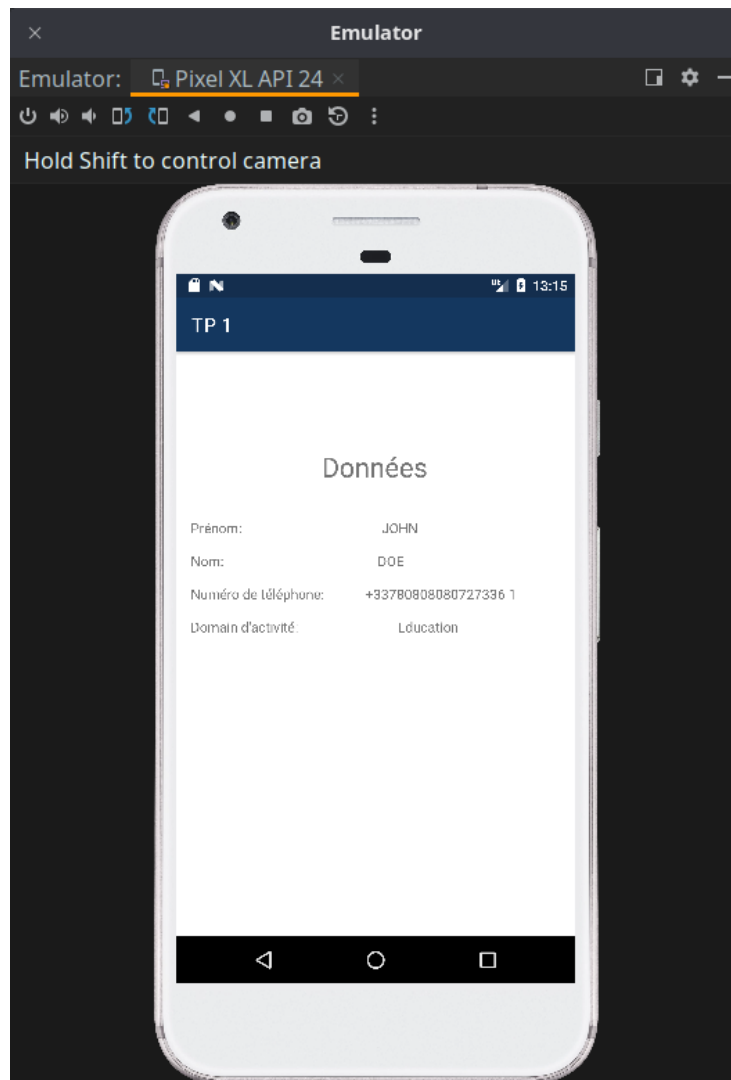 Emulator
Emulator: Pixel XL API 24
Hold Shift to control camera
13:15
TP 1
Données
Prénom: JOHN
Nom: DOE
Numéro de téléphone: +33780808080727336 1
Domain d'activité: Education